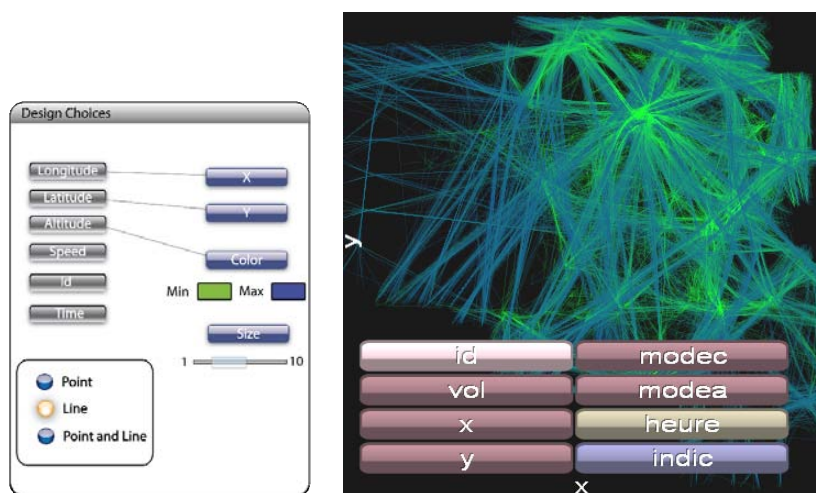 Design Choices
Longitude
X
Latitude
Y
Altitude
Speed
Color
Id
Min
Max
Time
Size
1
10
Point
Line
Point and Line
y
id
modec
vol
modea
x
heure
y
indic
x